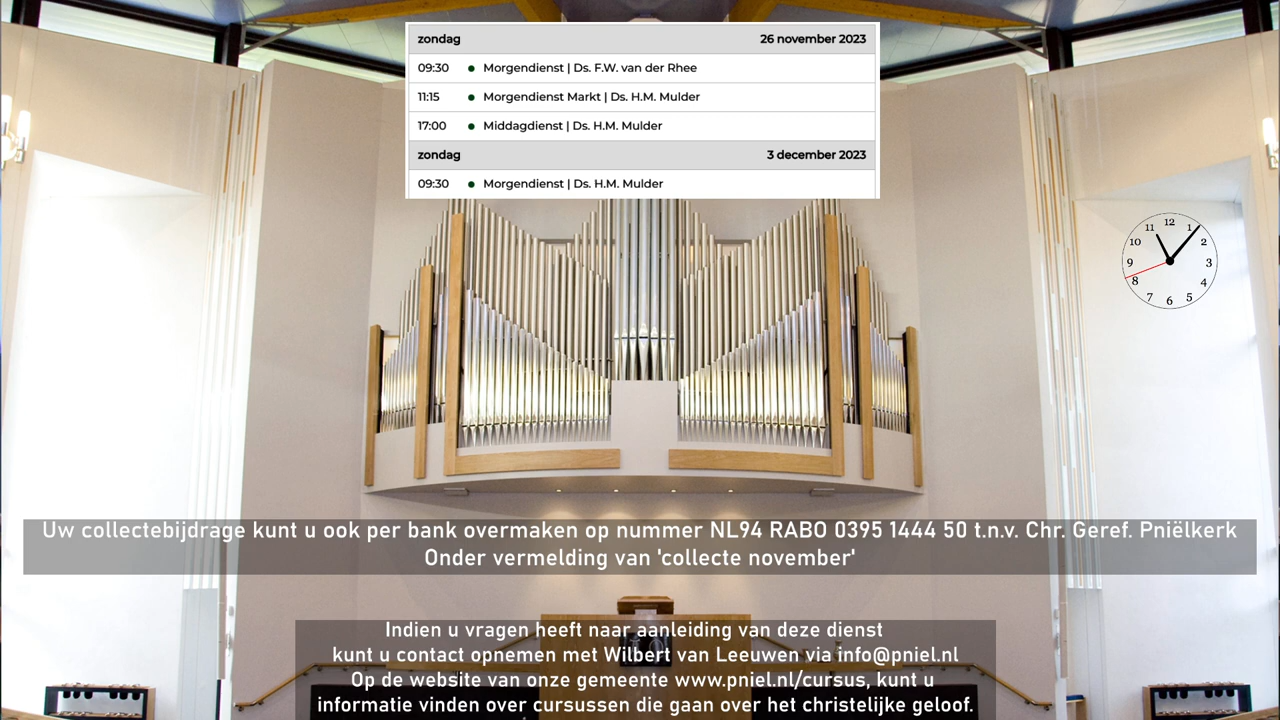 zondag 26 november 2023
09:30 Morgendienst | Ds. F.W. van der Rhee
11:15 Morgendienst Markt | Ds. H.M. Mulder
17:00 Middagdienst | Ds. H.M. Mulder
zondag 3 december 2023
09:30 Morgendienst | Ds. H.M. Mulder
12
11 1
10 2
9 3
8 4
7 5
6
Uw collectebijdrage kunt u ook per bank overmaken op nummer NL94 RABO 0395 1444 50 t.n.v. Chr. Geref. Pniëlkerk
Onder vermelding van 'collecte november'
Indien u vragen heeft naar aanleiding van deze dienst
kunt u contact opnemen met Wilbert van Leeuwen via info@pniel.nl
Op de website van onze gemeente www.pniel.nl/cursus, kunt u
informatie vinden over cursussen die gaan over het christelijke geloof.